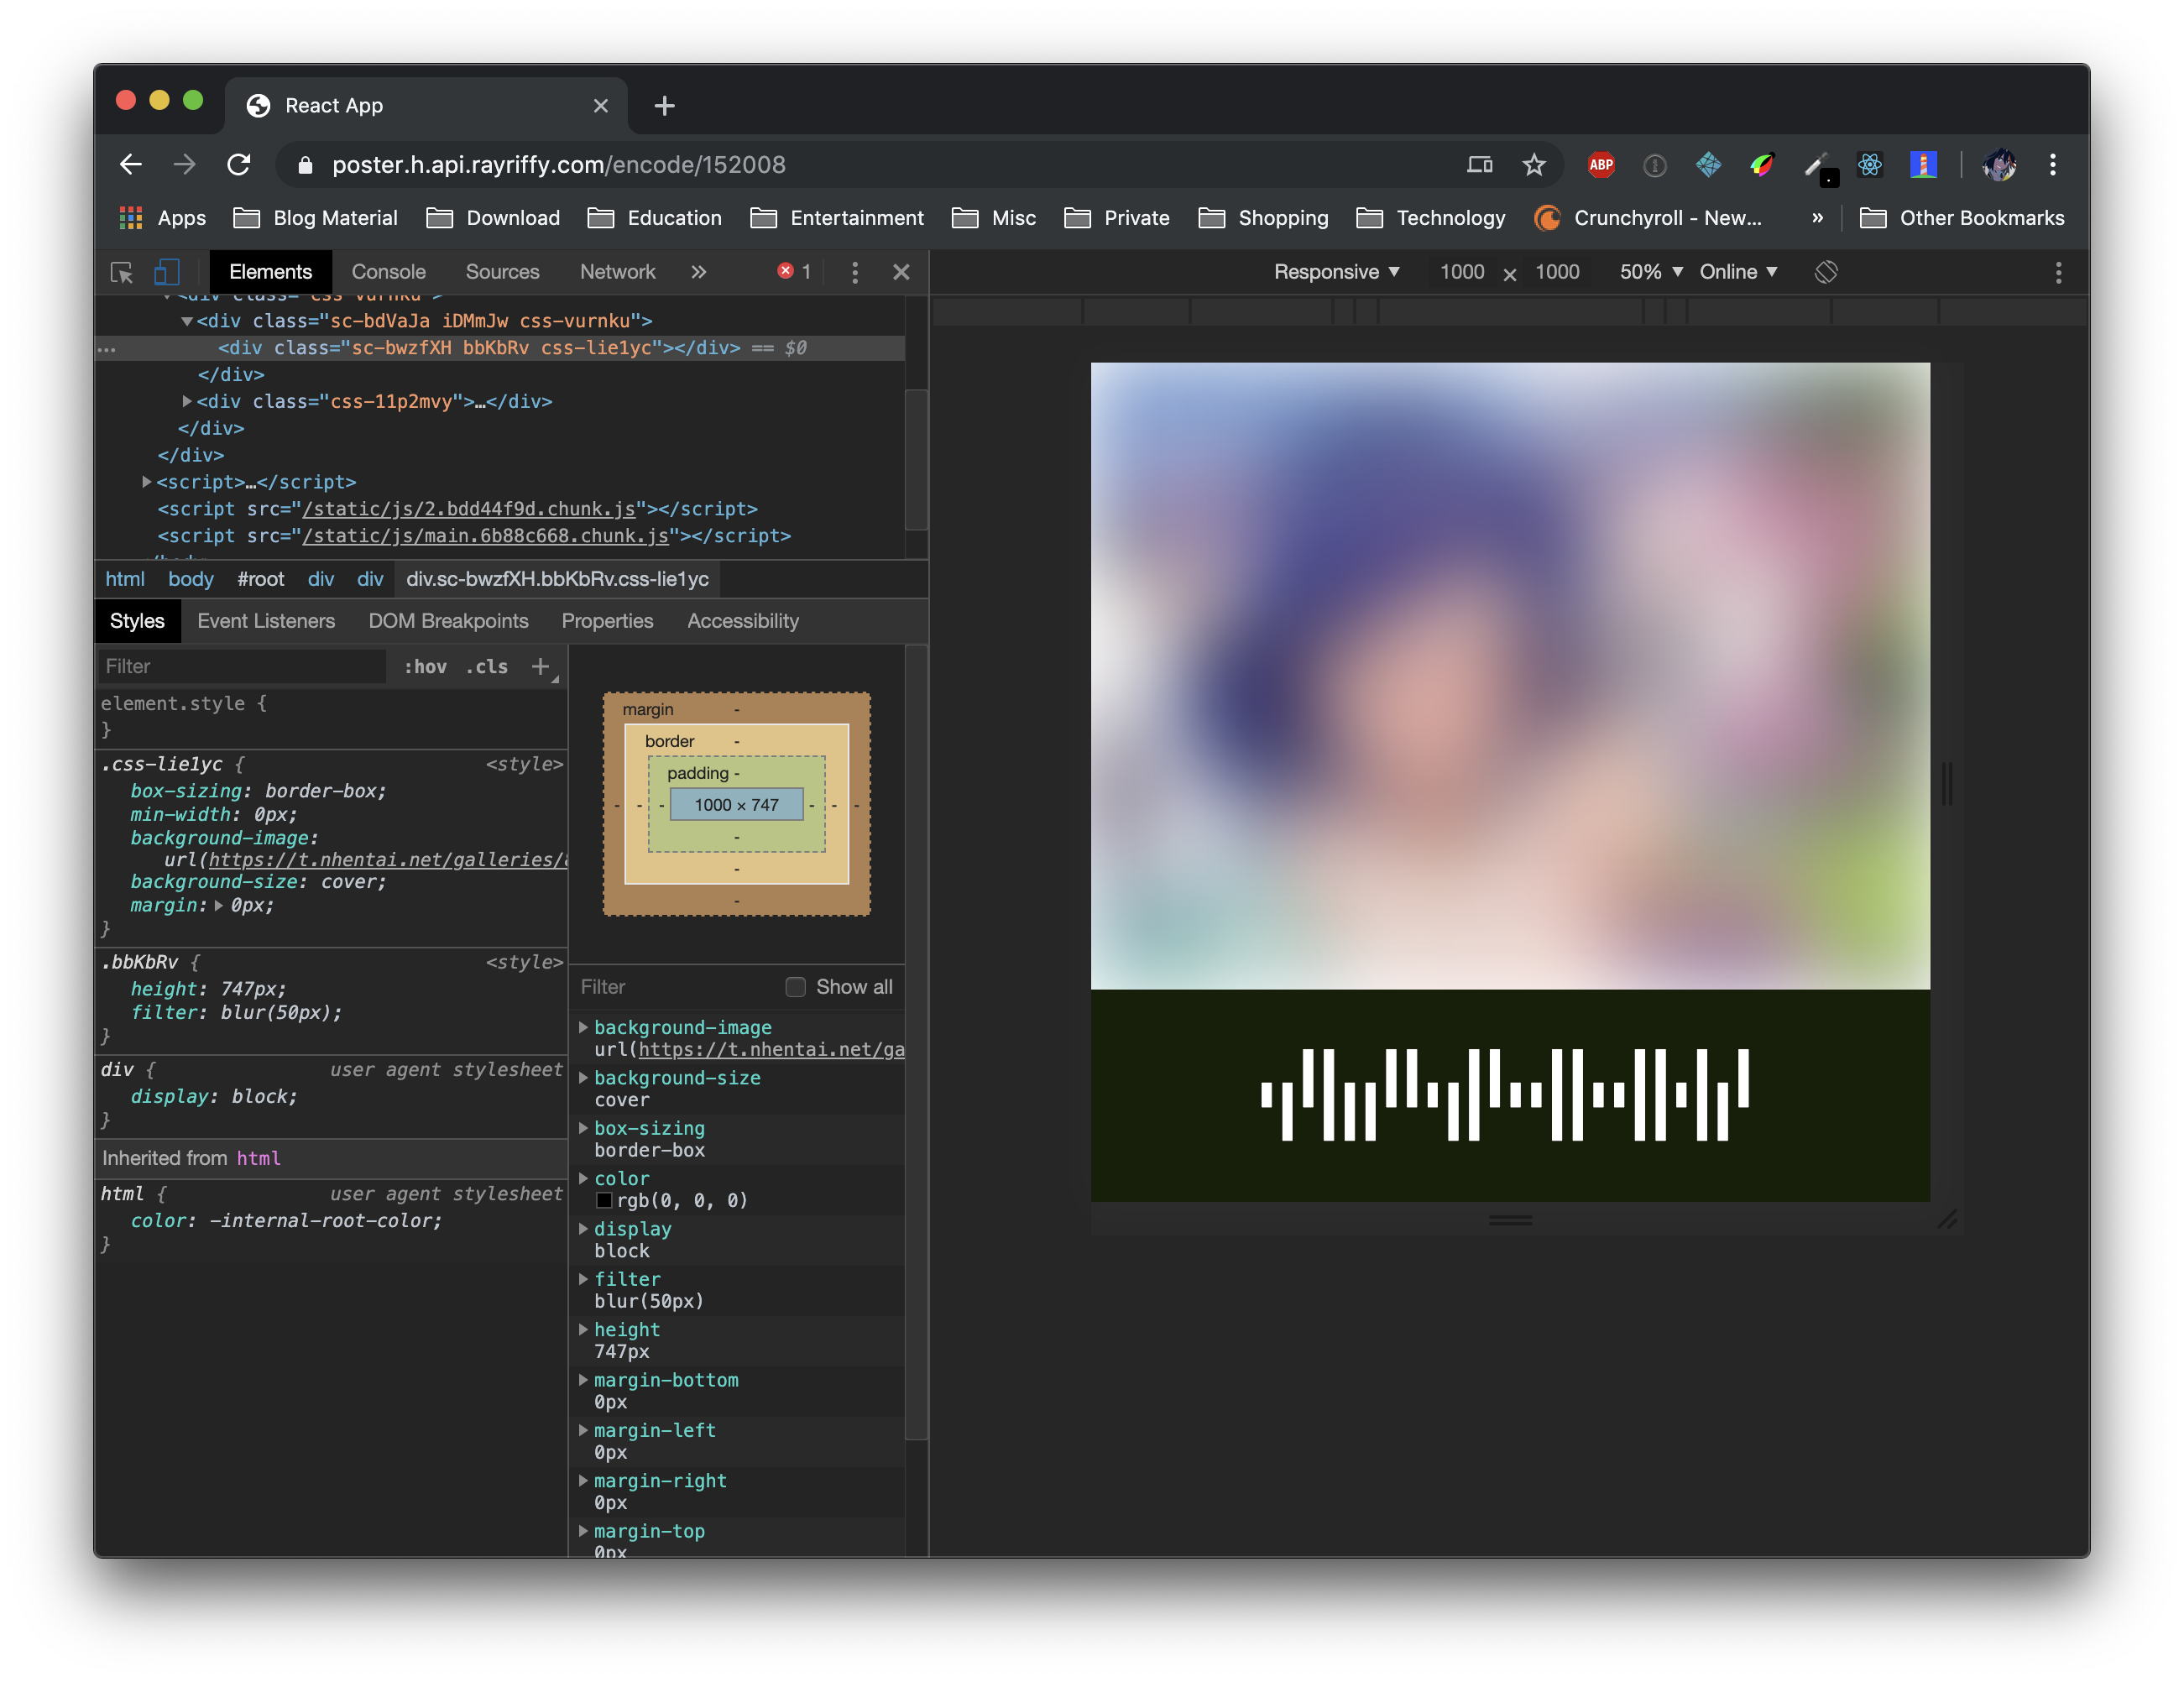 React App
poster.h.api.rayriffy.com/encode/152008
ABP
Apps Blog Material Download Education Entertainment Misc Private Shopping Technology Crunchyroll - New... » Other Bookmarks
Elements Console Sources Network » 1
Responsive ▼ 1000 × 1000 50% ▼ Online ▼
<div class="css-vurnku">
▼<div class="sc-bdVaJa iDMmJw css-vurnku">
… <div class="sc-bwzfXH bbKbRv css-lie1yc"></div> == $0
</div>
▶<div class="css-11p2mvy">…</div>
</div>
</div>
▶<script>…</script>
<script src="/static/js/2.bdd44f9d.chunk.js"></script>
<script src="/static/js/main.6b88c668.chunk.js"></script>
html body #root div div div.sc-bwzfXH.bbKbRv.css-lie1yc
Styles Event Listeners DOM Breakpoints Properties Accessibility
Filter :hov .cls +
element.style {
}
.css-lie1yc { <style>
box-sizing: border-box;
min-width: 0px;
background-image:
url(https://t.nhentai.net/galleries/
background-size: cover;
margin: ▶ 0px;
}
.bbKbRv { <style>
height: 747px;
filter: blur(50px);
}
div { user agent stylesheet
display: block;
}
Inherited from html
html { user agent stylesheet
color: -internal-root-color;
}
margin -
border -
padding -
- - - 1000 × 747 - - -
-
-
-
Filter Show all
▶ background-image
url(https://t.nhentai.net/ga
▶ background-size
cover
▶ box-sizing
border-box
▶ color
rgb(0, 0, 0)
▶ display
block
▶ filter
blur(50px)
▶ height
747px
▶ margin-bottom
0px
▶ margin-left
0px
▶ margin-right
0px
▶ margin-top
0px